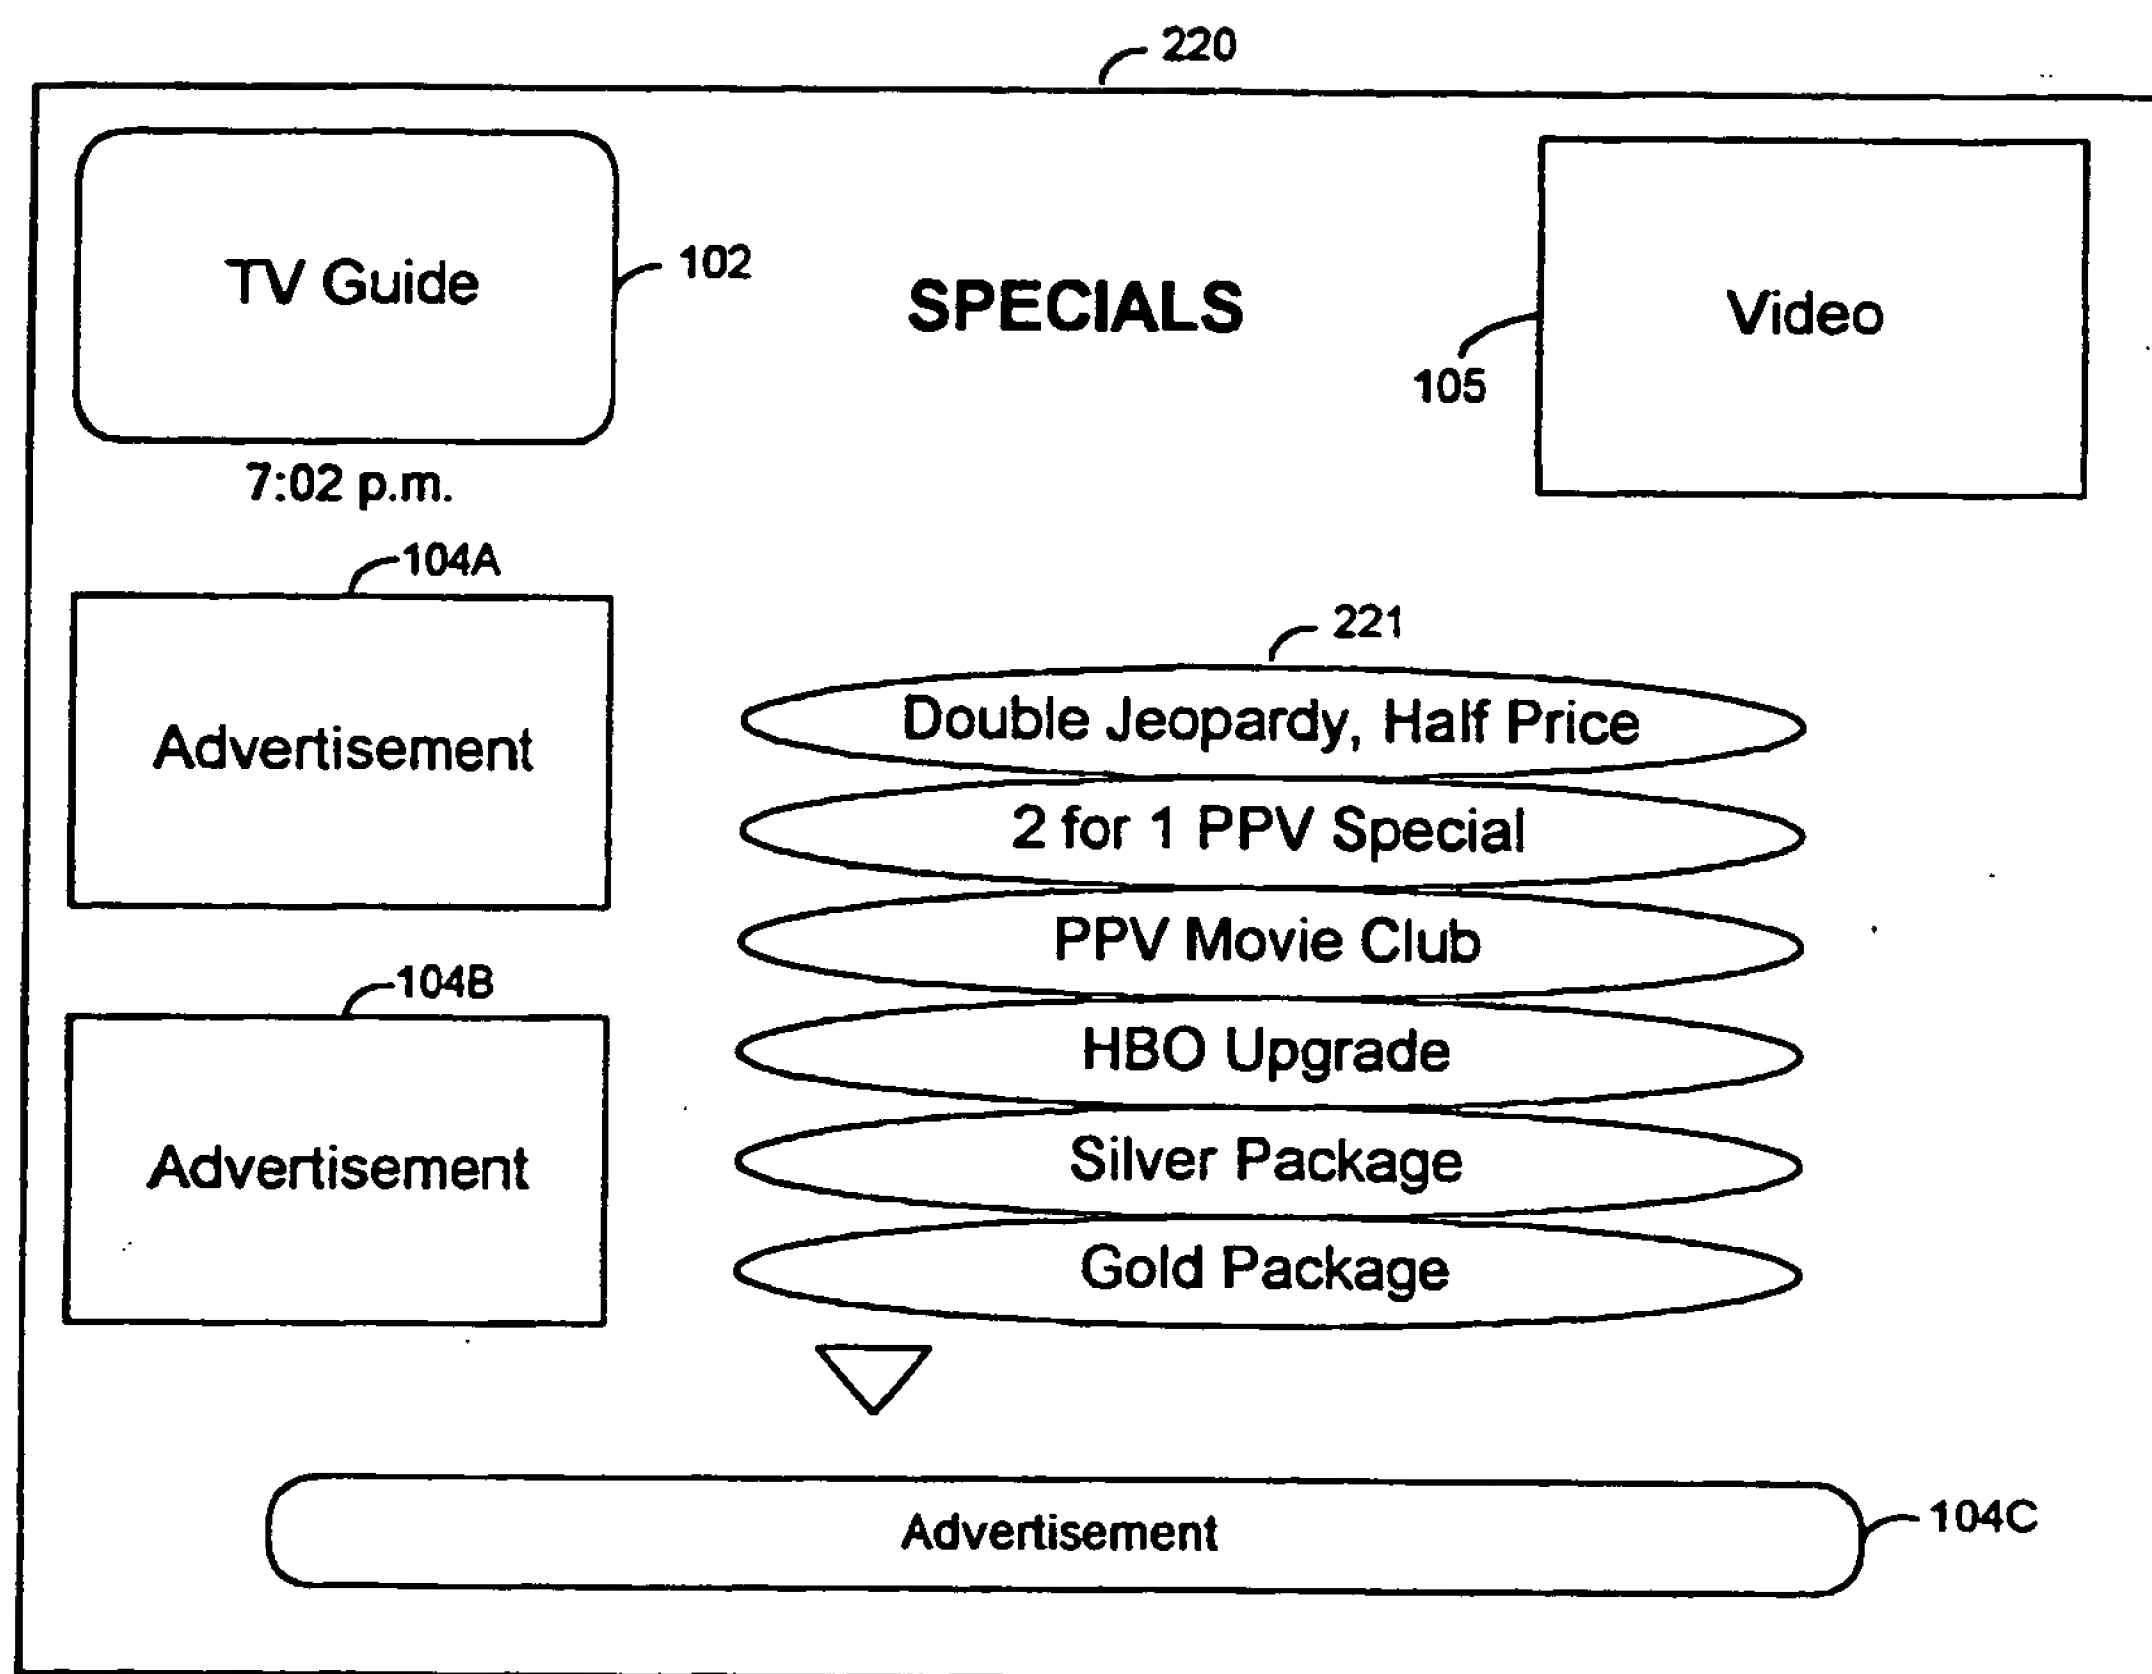 220
TV Guide
102
SPECIALS
Video
105
7:02 p.m.
104A
Advertisement
221
Double Jeopardy, Half Price
2 for 1 PPV Special
PPV Movie Club
104B
HBO Upgrade
Advertisement
Silver Package
Gold Package
Advertisement
104C